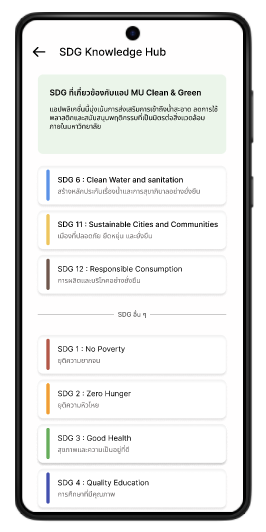 SDG Knowledge Hub
SDG ที่เกี่ยวข้องกับแอป MU Clean & Green
แอปพลิเคชันนี้มุ่งเน้นการส่งเสริมการเข้าถึงน้ำสะอาด ลดการใช้
พลาสติกและสนับสนุนพฤติกรรมที่เป็นมิตรต่อสิ่งแวดล้อม
ภายในมหาวิทยาลัย
SDG 6 : Clean Water and sanitation
สร้างหลักประกันเรื่องน้ำและการสุขาภิบาลอย่างยั่งยืน
SDG 11 : Sustainable Cities and Communities
เมืองที่ปลอดภัย ยืดหยุ่น และยั่งยืน
SDG 12 : Responsible Consumption
การผลิตและบริโภคอย่างยั่งยืน
SDG อื่น ๆ
SDG 1 : No Poverty
ยุติความยากจน
SDG 2 : Zero Hunger
ยุติความหิวโหย
SDG 3 : Good Health
สุขภาพและความเป็นอยู่ที่ดี
SDG 4 : Quality Education
การศึกษาที่มีคุณภาพ